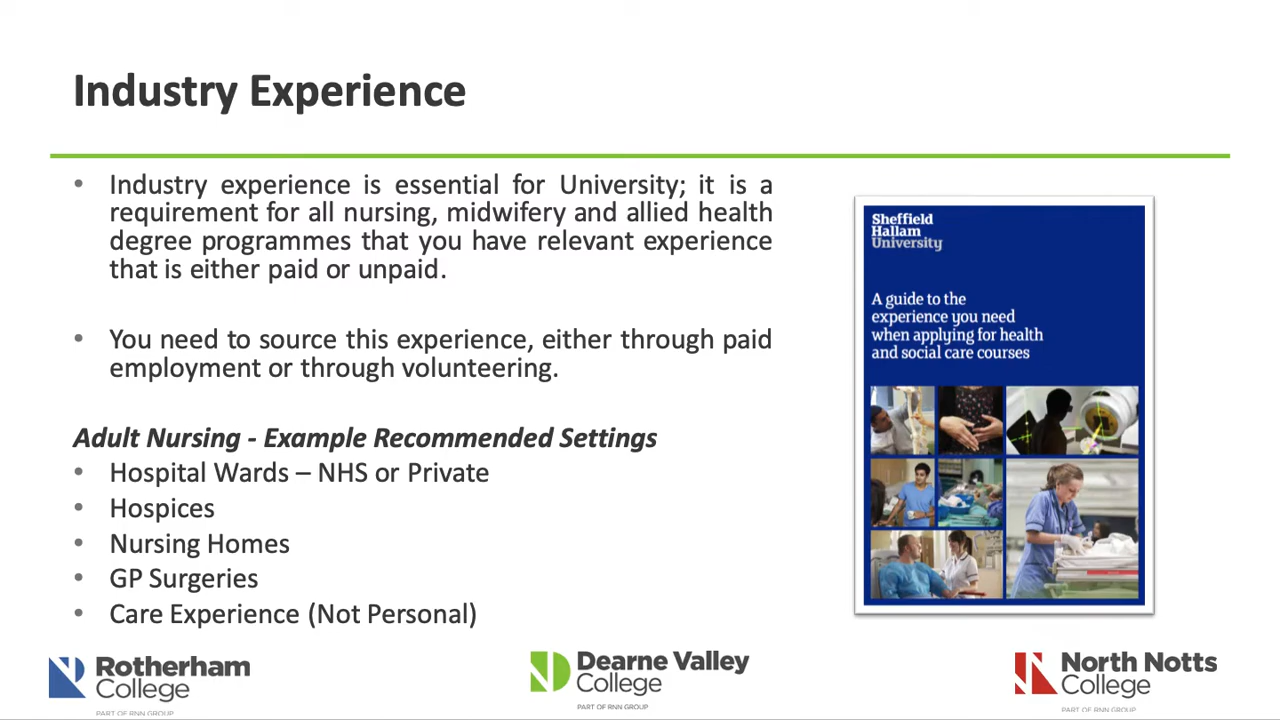 Industry Experience
• Industry experience is essential for University; it is a
requirement for all nursing, midwifery and allied health
degree programmes that you have relevant experience
that is either paid or unpaid.
• You need to source this experience, either through paid
employment or through volunteering.
Adult Nursing - Example Recommended Settings
• Hospital Wards – NHS or Private
• Hospices
• Nursing Homes
• GP Surgeries
• Care Experience (Not Personal)
Sheffield
Hallam
University
A guide to the
experience you need
when applying for health
and social care courses
Rotherham
College
PART OF RNN GROUP
Dearne Valley
College
PART OF RNN GROUP
North Notts
College
PART OF RNN GROUP